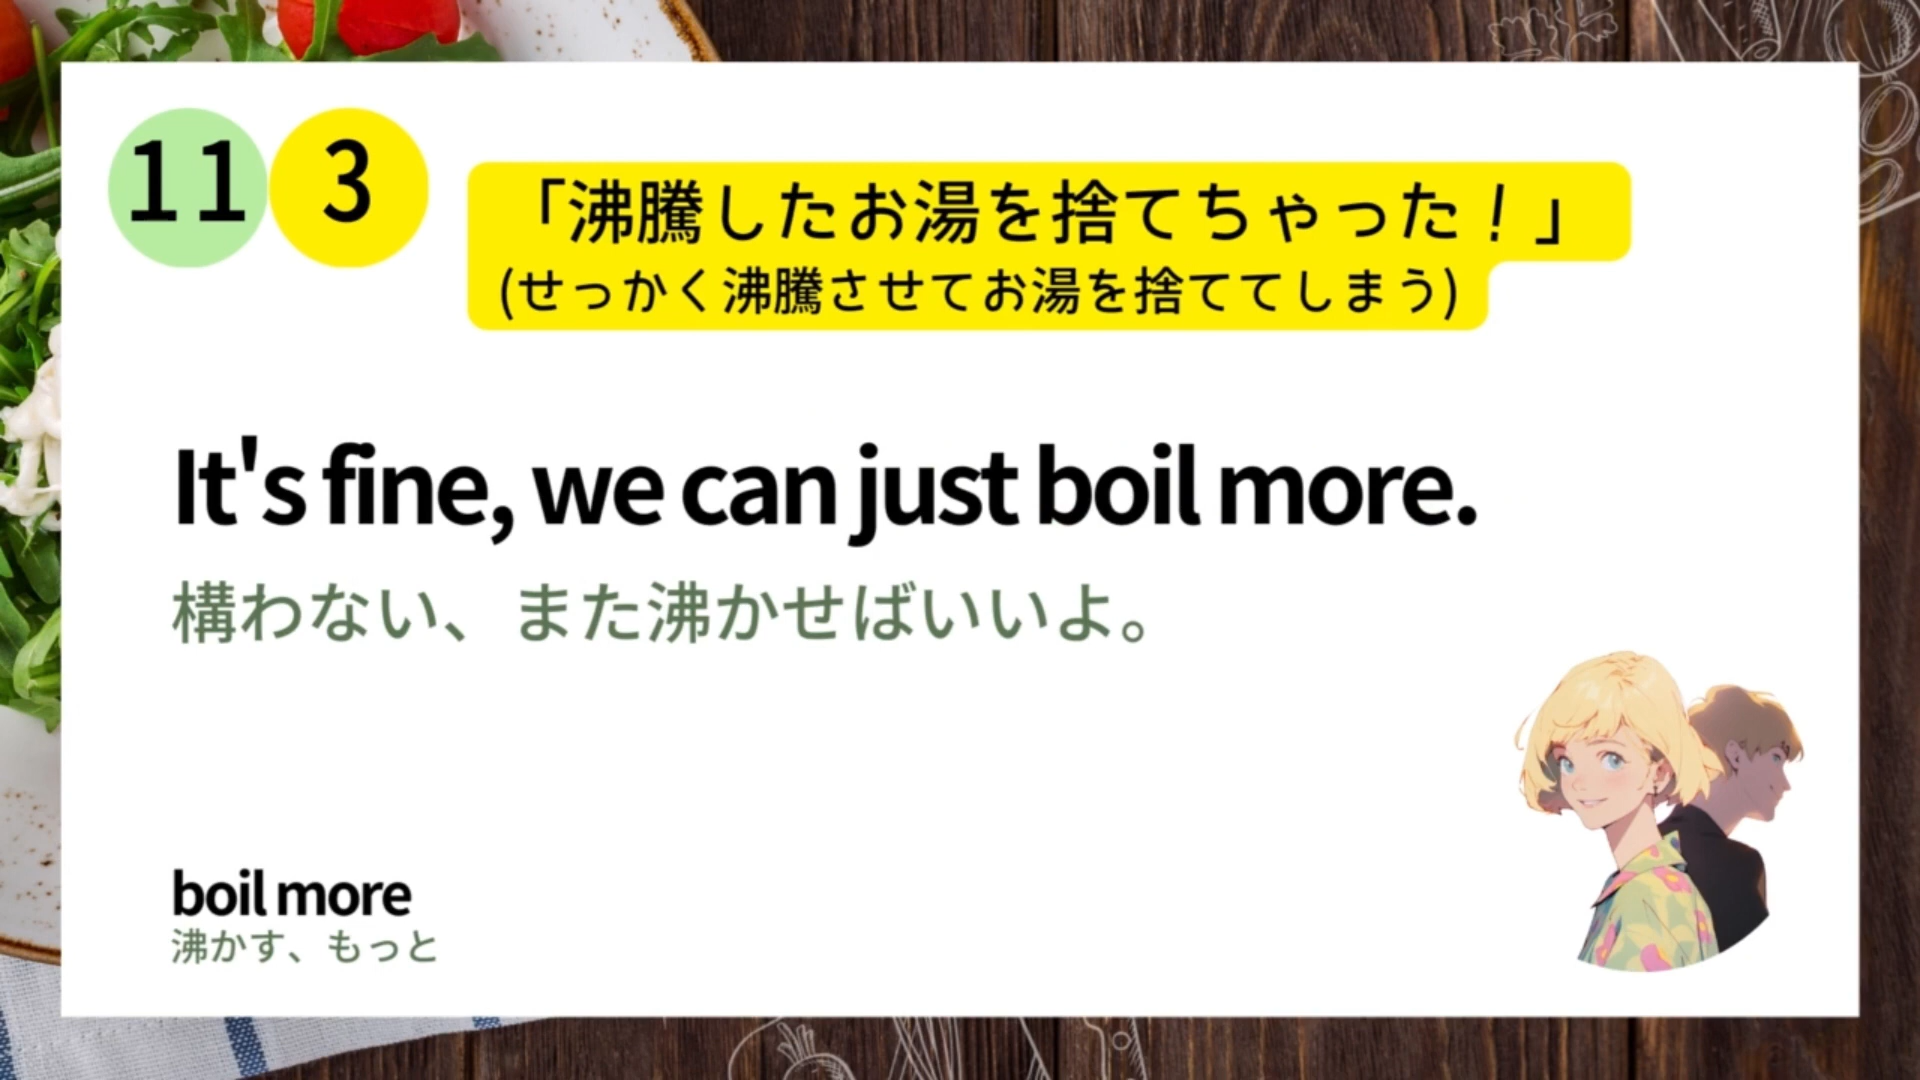 11 3
「沸騰したお湯を捨てちゃった！」
(せっかく沸騰させてお湯を捨ててしまう)
It's fine, we can just boil more.
構わない、また沸かせばいいよ。
boil more
沸かす、もっと